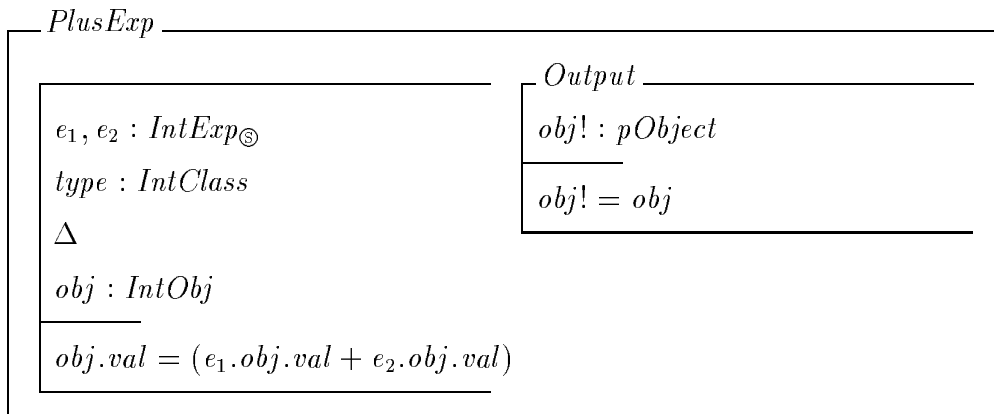 PlusExp
e₁, e₂ : IntExpⓈ
type : IntClass
Δ
obj : IntObj
obj.val = (e₁.obj.val + e₂.obj.val)
Output
obj! : pObject
obj! = obj